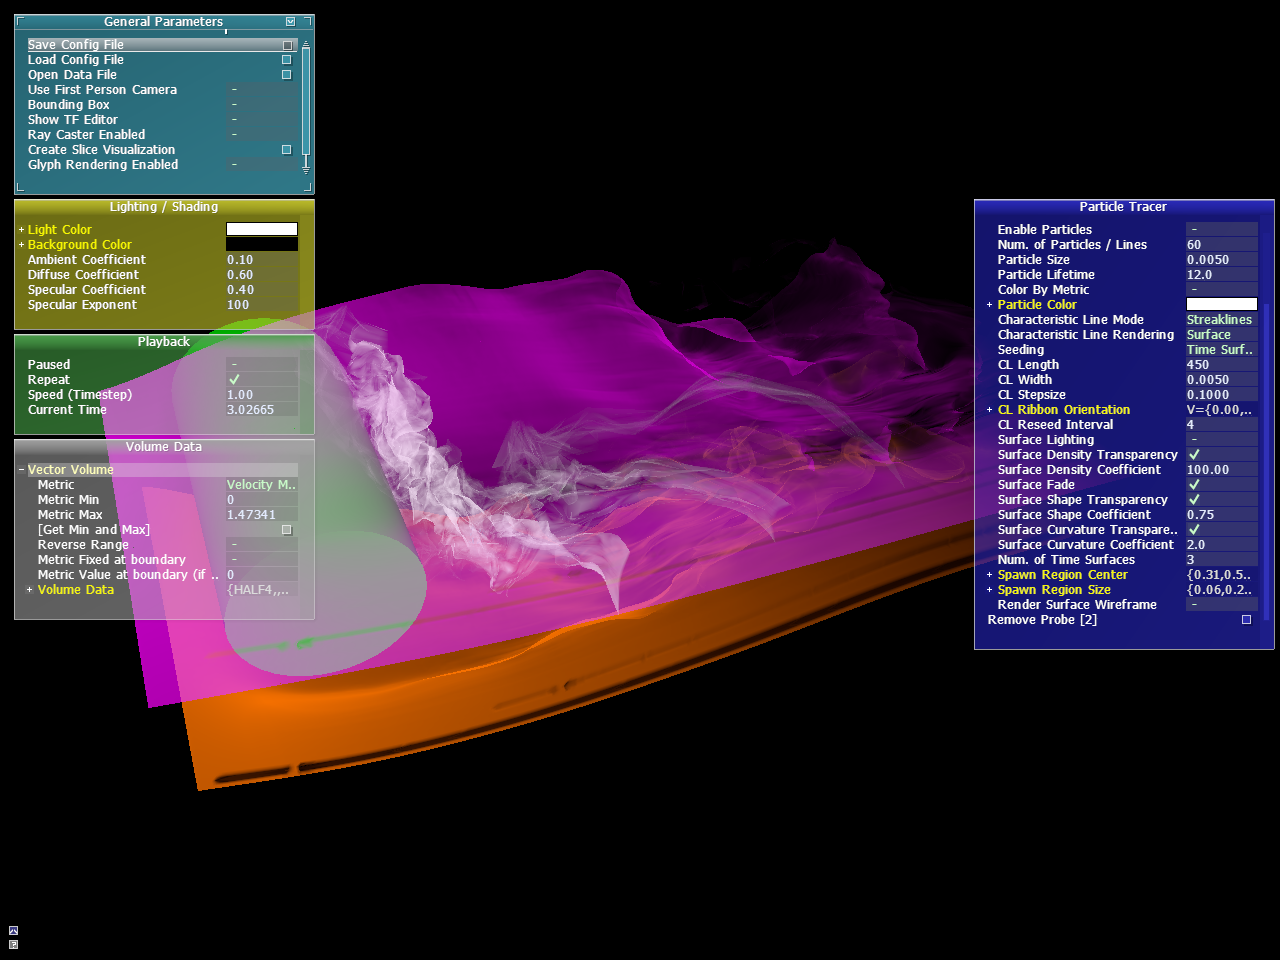 General Parameters
Save Config File
Load Config File
Open Data File
Use First Person Camera -
Bounding Box -
Show TF Editor -
Ray Caster Enabled -
Create Slice Visualization
Glyph Rendering Enabled -
Lighting / Shading
+ Light Color
+ Background Color
Ambient Coefficient 0.10
Diffuse Coefficient 0.60
Specular Coefficient 0.40
Specular Exponent 100
Playback
Paused -
Repeat ✓
Speed (Timestep) 1.00
Current Time 3.02665
Volume Data
− Vector Volume
Metric Velocity M..
Metric Min 0
Metric Max 1.47341
[Get Min and Max]
Reverse Range -
Metric Fixed at boundary -
Metric Value at boundary (if .. 0
+ Volume Data {HALF4,,..
Particle Tracer
Enable Particles -
Num. of Particles / Lines 60
Particle Size 0.0050
Particle Lifetime 12.0
Color By Metric -
+ Particle Color
Characteristic Line Mode Streaklines
Characteristic Line Rendering Surface
Seeding Time Surf..
CL Length 450
CL Width 0.0050
CL Stepsize 0.1000
+ CL Ribbon Orientation V={0.00,..
CL Reseed Interval 4
Surface Lighting -
Surface Density Transparency ✓
Surface Density Coefficient 100.00
Surface Fade ✓
Surface Shape Transparency ✓
Surface Shape Coefficient 0.75
Surface Curvature Transpare.. ✓
Surface Curvature Coefficient 2.0
Num. of Time Surfaces 3
+ Spawn Region Center {0.31,0.5..
+ Spawn Region Size {0.06,0.2..
Render Surface Wireframe -
Remove Probe [2]
?